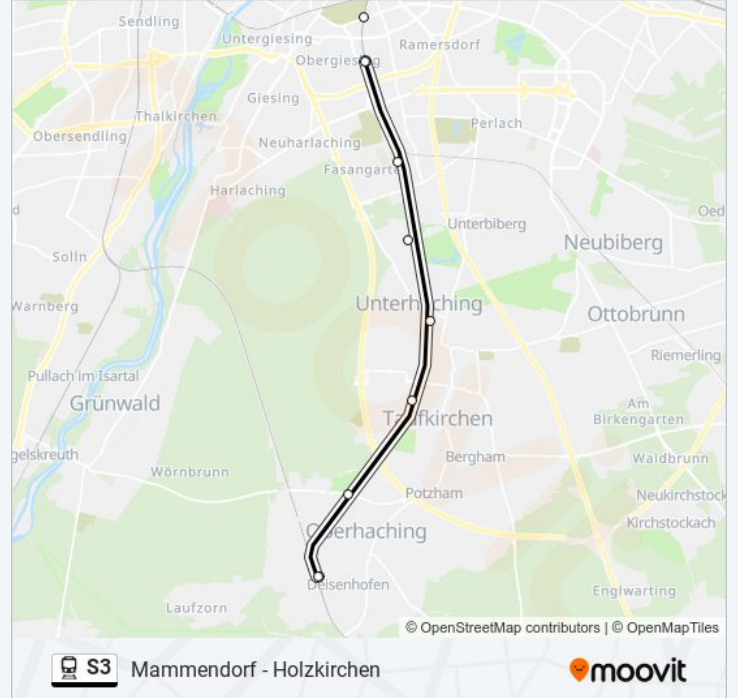 Sendling
Untergiesing
Ramersdorf
Obergiesing
Giesing
Thalkirchen
Perlach
Obersendling
Neuharlaching
Fasangarte
Harlaching
Oed
Unterbiberg
Neubiberg
Solln
Unterhaching
Warnberg
Ottobrunn
Riemerling
Pullach im Isartal
Grünwald
Am
Birkengarten
Taufkirchen
gelskreuth
Bergham
Waldbrunn
Wörnbrunn
Potzham
Neukirchstock
Kirchstockach
Oberhaching
Deisenhofen
Englwarting
Laufzorn
© OpenStreetMap contributors | © OpenMapTiles
S3 Mammendorf - Holzkirchen
moovit